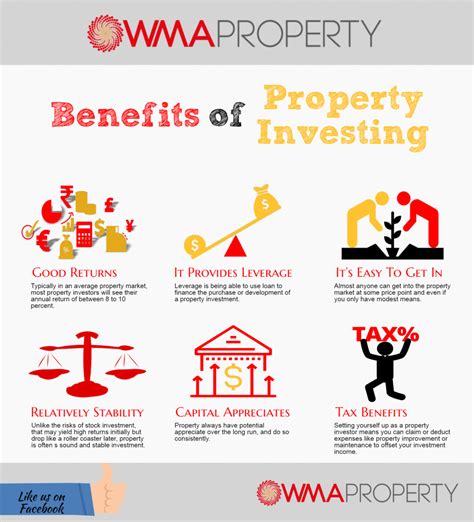 WMAPROPERTY
Benefits of Property
Investing
GOOD RETURNS
Typically in an average property market,
most property investors will see their
annual return of between 8 to 10
percent.
IT PROVIDES LEVERAGE
Leverage is being able to use loan to
finance the purchase or development of
a property investment.
IT'S EASY TO GET IN
Almost anyone can get into the property
market at some price point even if
you only have modest means.
RELATIVELY STABILITY
Unlike the risks of stock investment,
that may yield high returns initially but
drop like a roller coaster later, property
is often a sound and stable investment.
CAPITAL APPRECIATES
Property always have potential
appreciate over the long run, and do so
consistently.
TAX%
TAX BENEFITS
Setting yourself up as a property
investors mean you can claim or deduct
expenses like property improvement or
maintenance to offset your investment
income
Like us on
Facebook
WMAPROPERTY